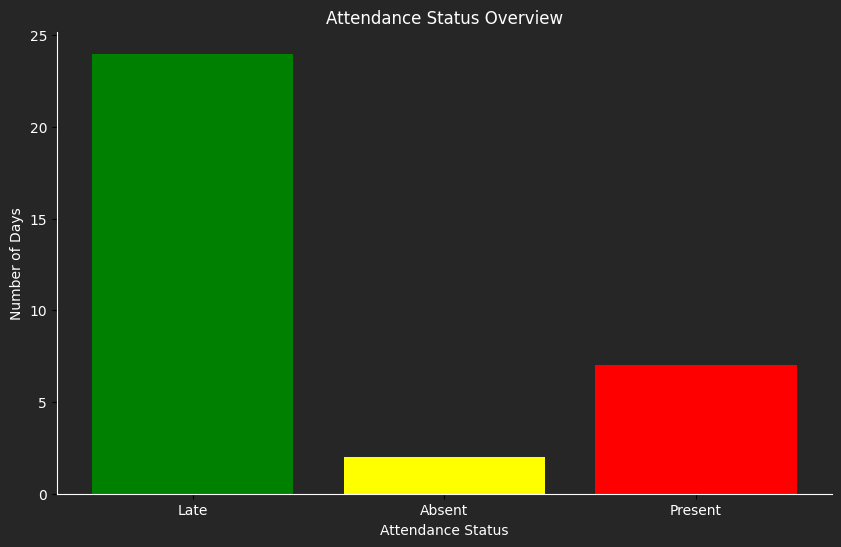 Attendance Status Overview
Number of Days
25
20
15
10
5
0
Late Absent Present
Attendance Status